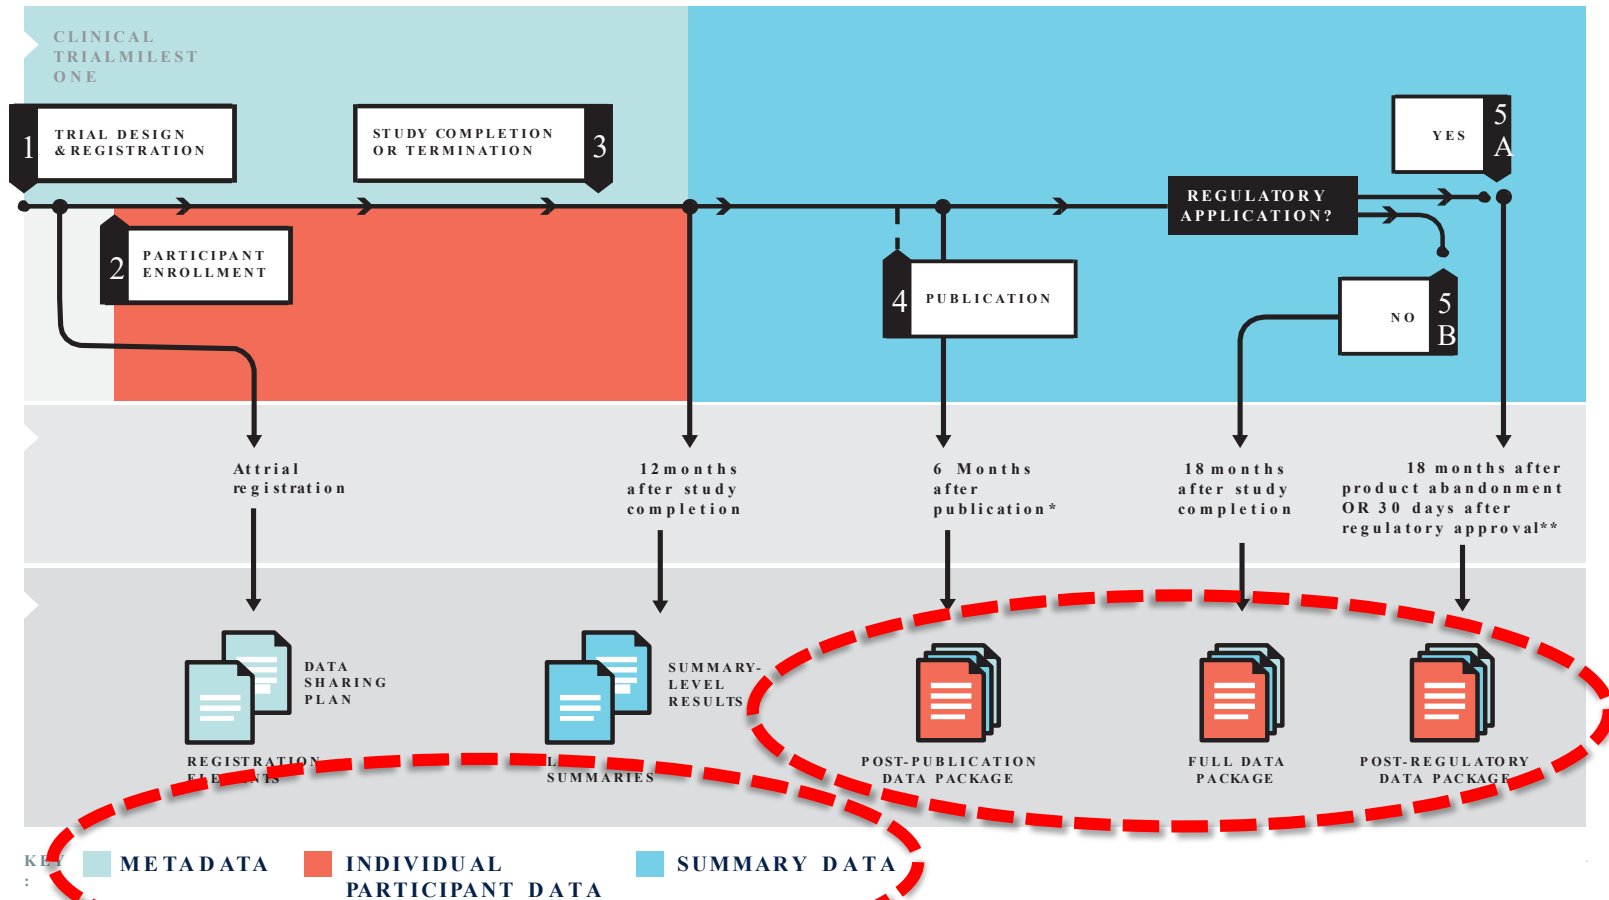 CLINICAL
TRIALMILEST
ONE
1
TRIAL DESIGN
&REGISTRATION
STUDY COMPLETION
OR TERMINATION
3
YES
5
A
REGULATORY
APPLICATION?
2
PARTICIPANT
ENROLLMENT
4
PUBLICATION
NO
5
B
Attrial
registration
12months
after study
completion
6 Months
after
publication*
18 months
after study
completion
18 months after
product abandonment
OR 30 days after
regulatory approval**
DATA
SHARING
PLAN
SUMMARY-
LEVEL
RESULTS
REGISTRATION
SUMMARIES
POST-PUBLICATION
DATA PACKAGE
FULL DATA
PACKAGE
POST-REGULATORY
DATA PACKAGE
KEY
:
METADATA
INDIVIDUAL
PARTICIPANT DATA
SUMMARY DATA